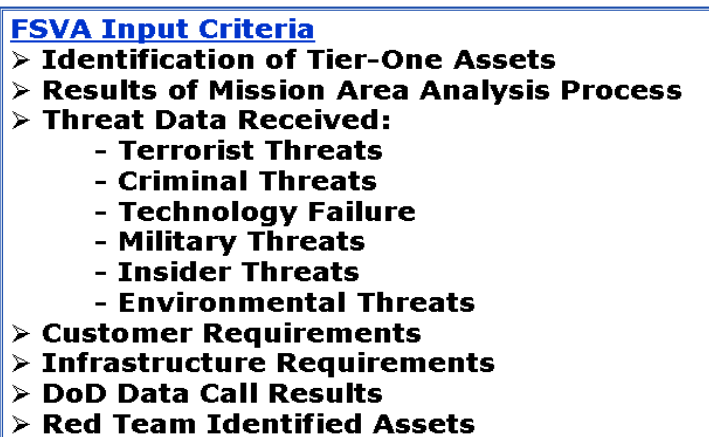 FSVA Input Criteria
➢ Identification of Tier-One Assets
➢ Results of Mission Area Analysis Process
➢ Threat Data Received:
- Terrorist Threats
- Criminal Threats
- Technology Failure
- Military Threats
- Insider Threats
- Environmental Threats
➢ Customer Requirements
➢ Infrastructure Requirements
➢ DoD Data Call Results
➢ Red Team Identified Assets